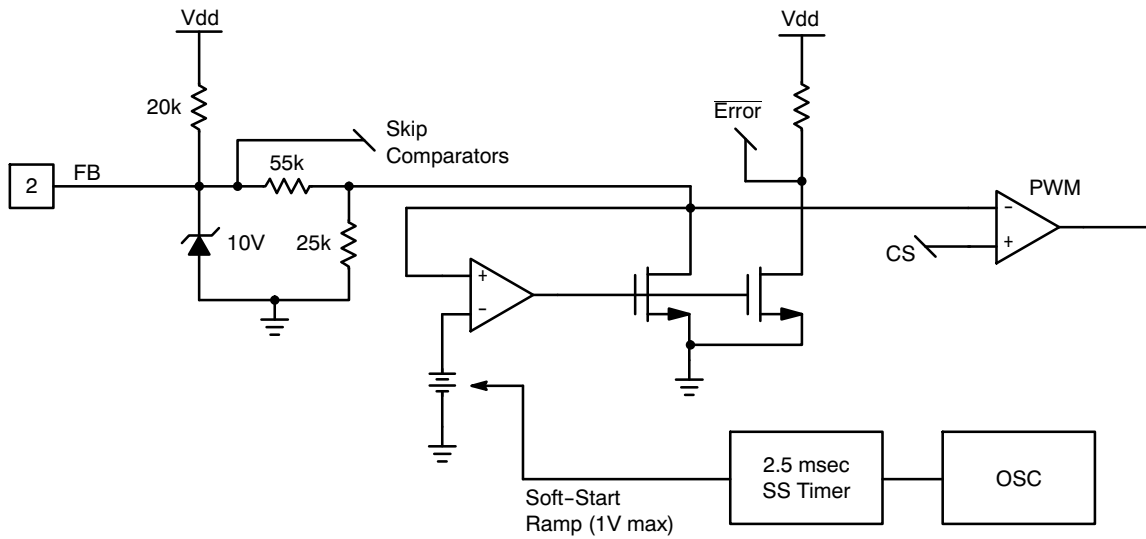 Vdd
Vdd
20k
Error
Skip
Comparators
55k
2
FB
PWM
−
10V
25k
CS
+
+
−
2.5 msec
SS Timer
OSC
Soft−Start
Ramp (1V max)